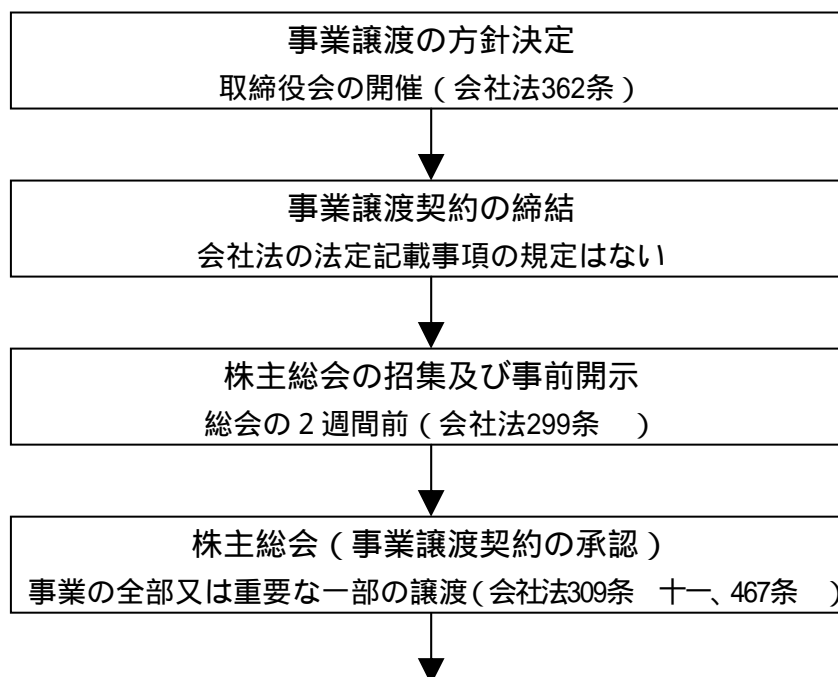 事業譲渡の方針決定
取締役会の開催（会社法362条）
事業譲渡契約の締結
会社法の法定記載事項の規定はない
株主総会の招集及び事前開示
総会の２週間前（会社法299条　）
株主総会（事業譲渡契約の承認）
事業の全部又は重要な一部の譲渡（会社法309条　十一、467条　）